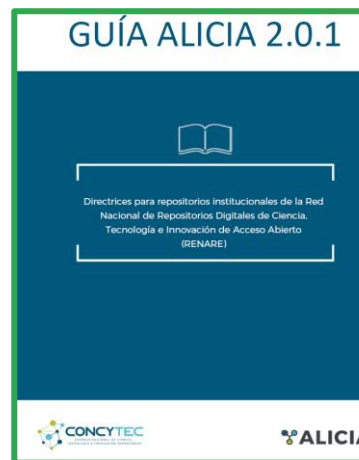 GUÍA ALICIA 2.0.1
Directrices para repositorios institucionales de la Red
Nacional de Repositorios Digitales de Ciencia,
Tecnología e Innovación de Acceso Abierto
(RENARE)
CONCYTEC
ALICIA